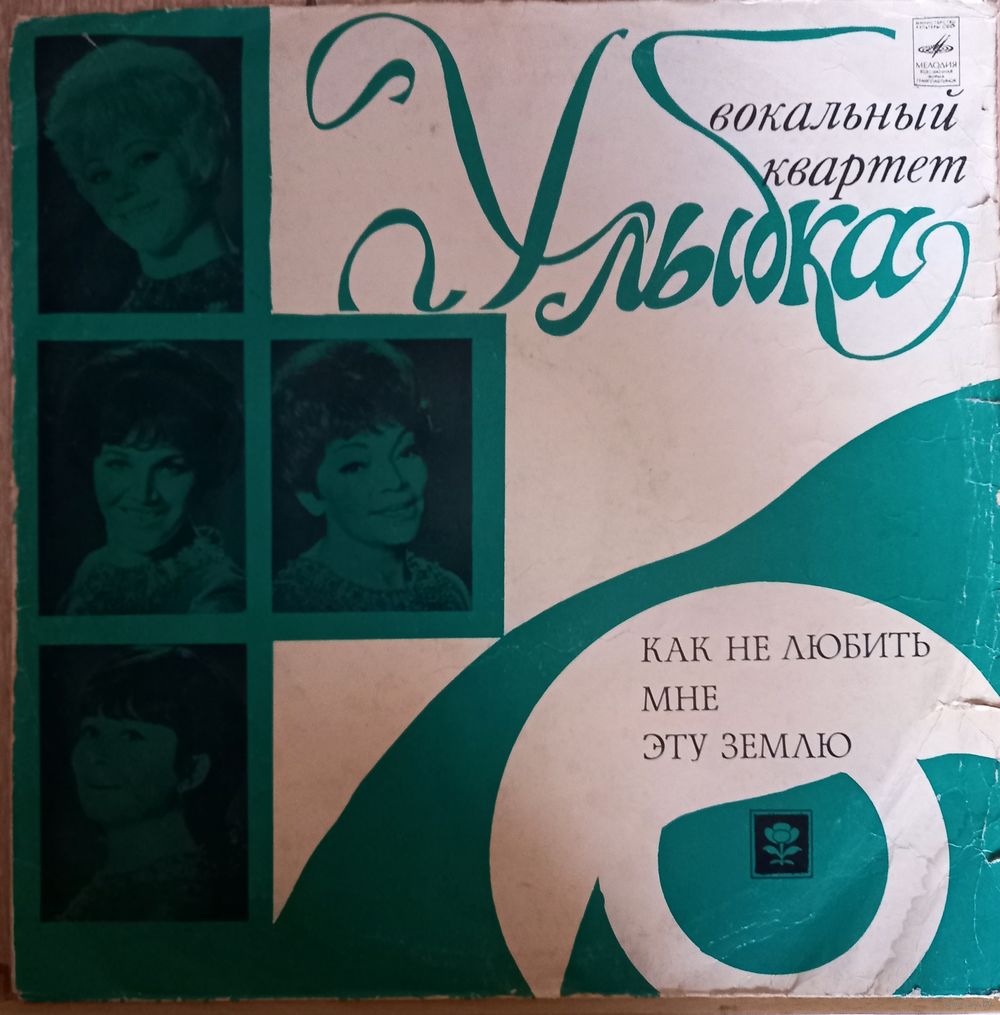 МЕЛОДИЯ
вокальный
квартет
Улыбка
КАК НЕ ЛЮБИТЬ
МНЕ
ЭТУ ЗЕМЛЮ